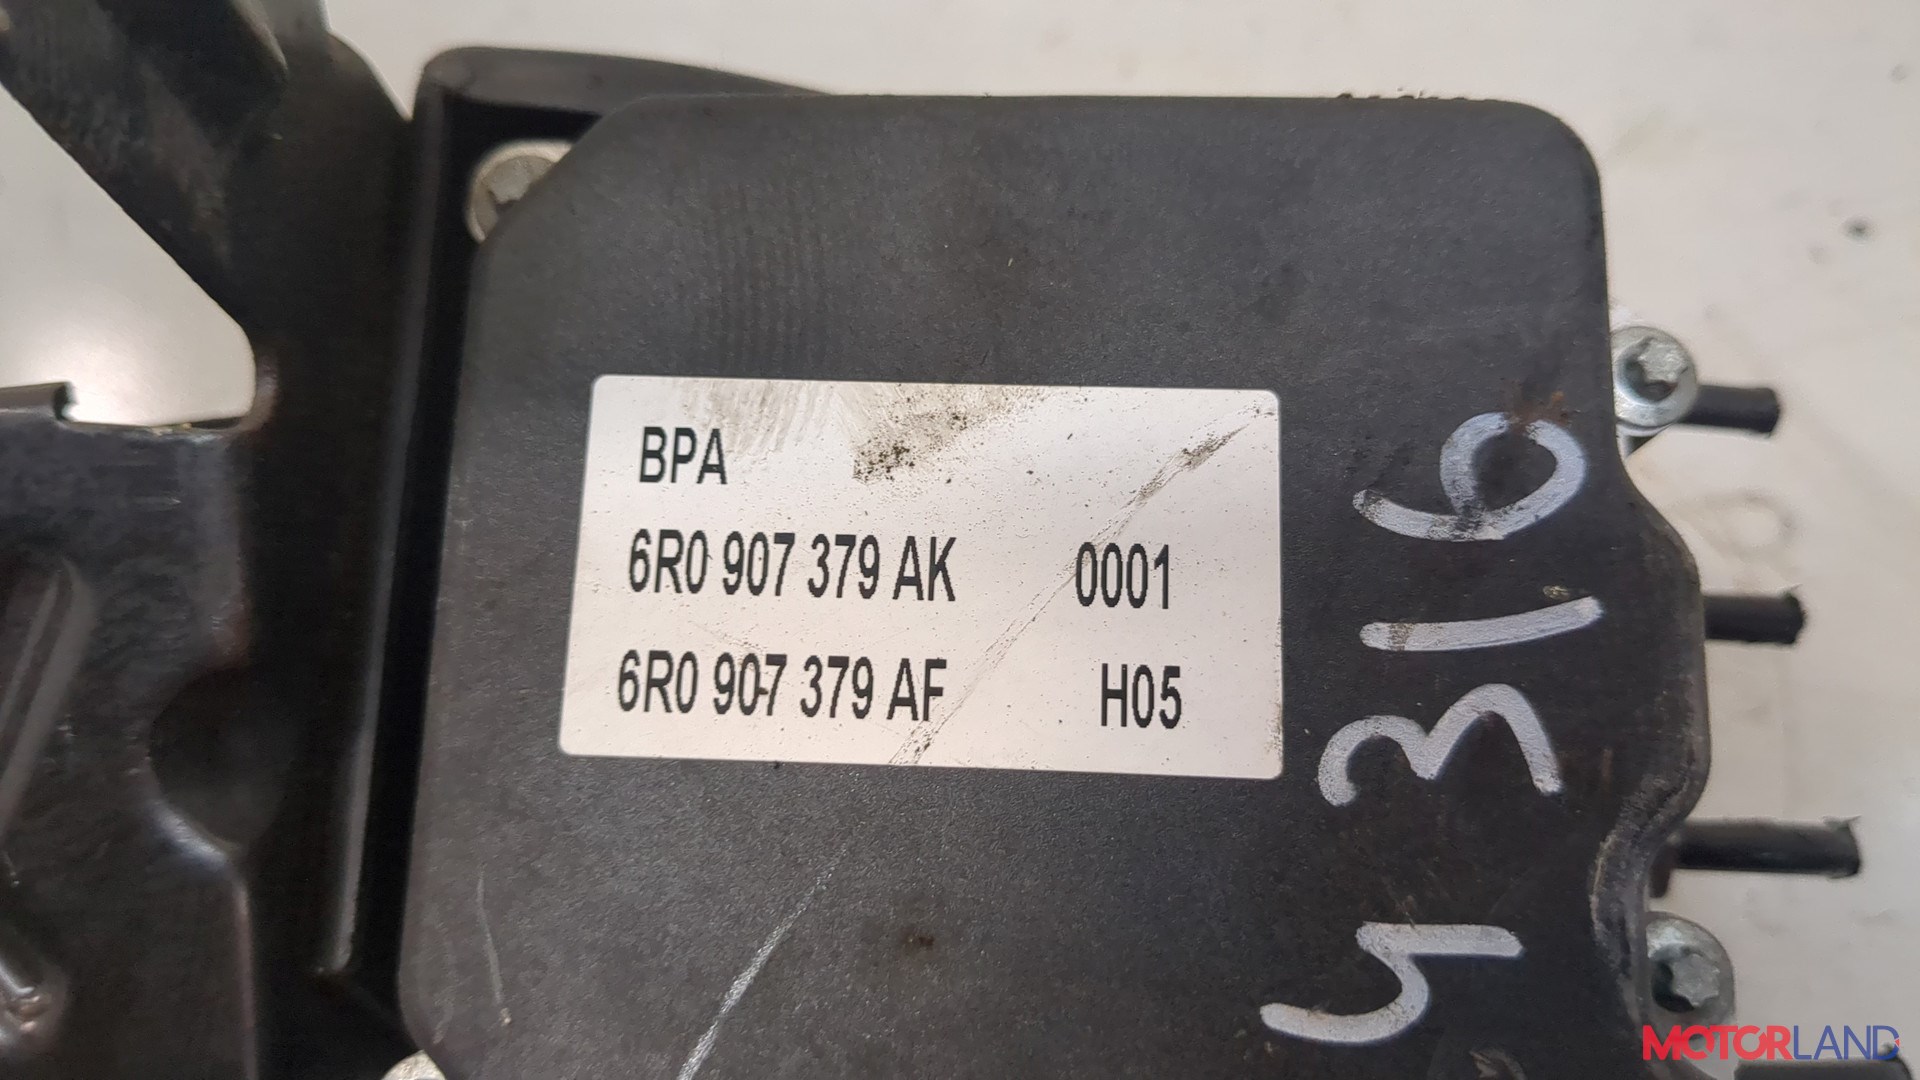 BPA
6R0 907 379 AK 0001
6R0 907 379 AF H05
4316
MOTORLAND